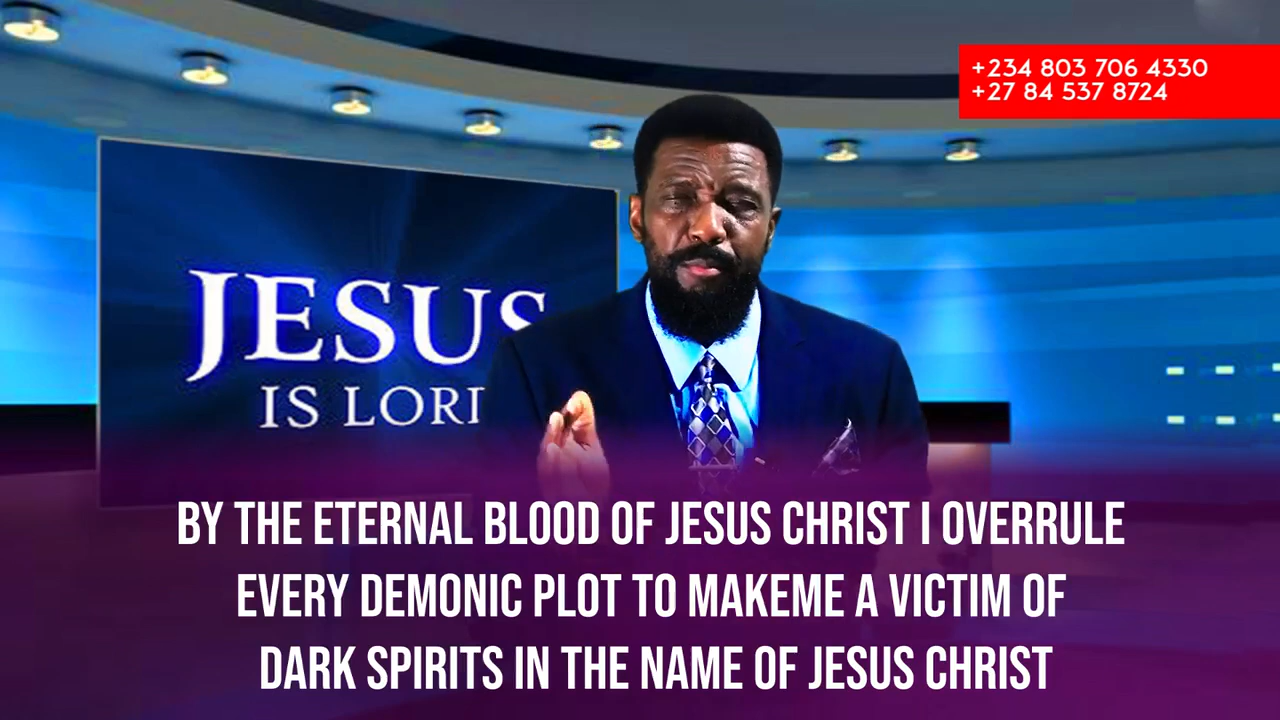 +234 803 706 4330
+27 84 537 8724
JESUS
IS LORI
BY THE ETERNAL BLOOD OF JESUS CHRIST I OVERRULE
EVERY DEMONIC PLOT TO MAKEME A VICTIM OF
DARK SPIRITS IN THE NAME OF JESUS CHRIST